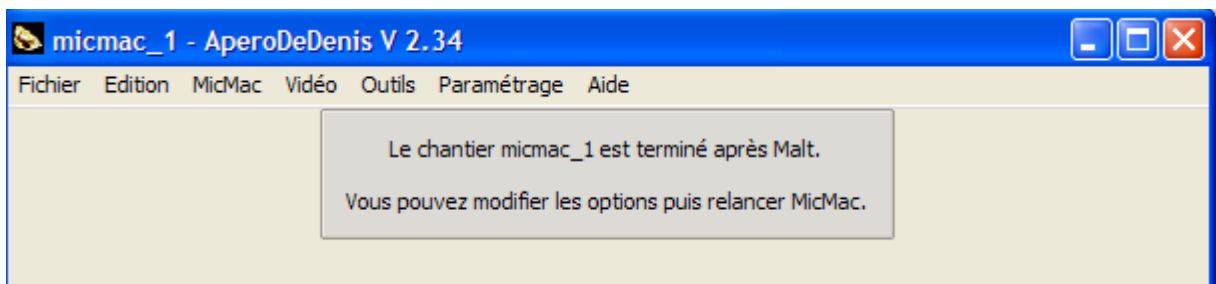 micmac_1 - AperoDeDenis V 2.34
Fichier Edition MicMac Vidéo Outils Paramétrage Aide
Le chantier micmac_1 est terminé après Malt.
Vous pouvez modifier les options puis relancer MicMac.